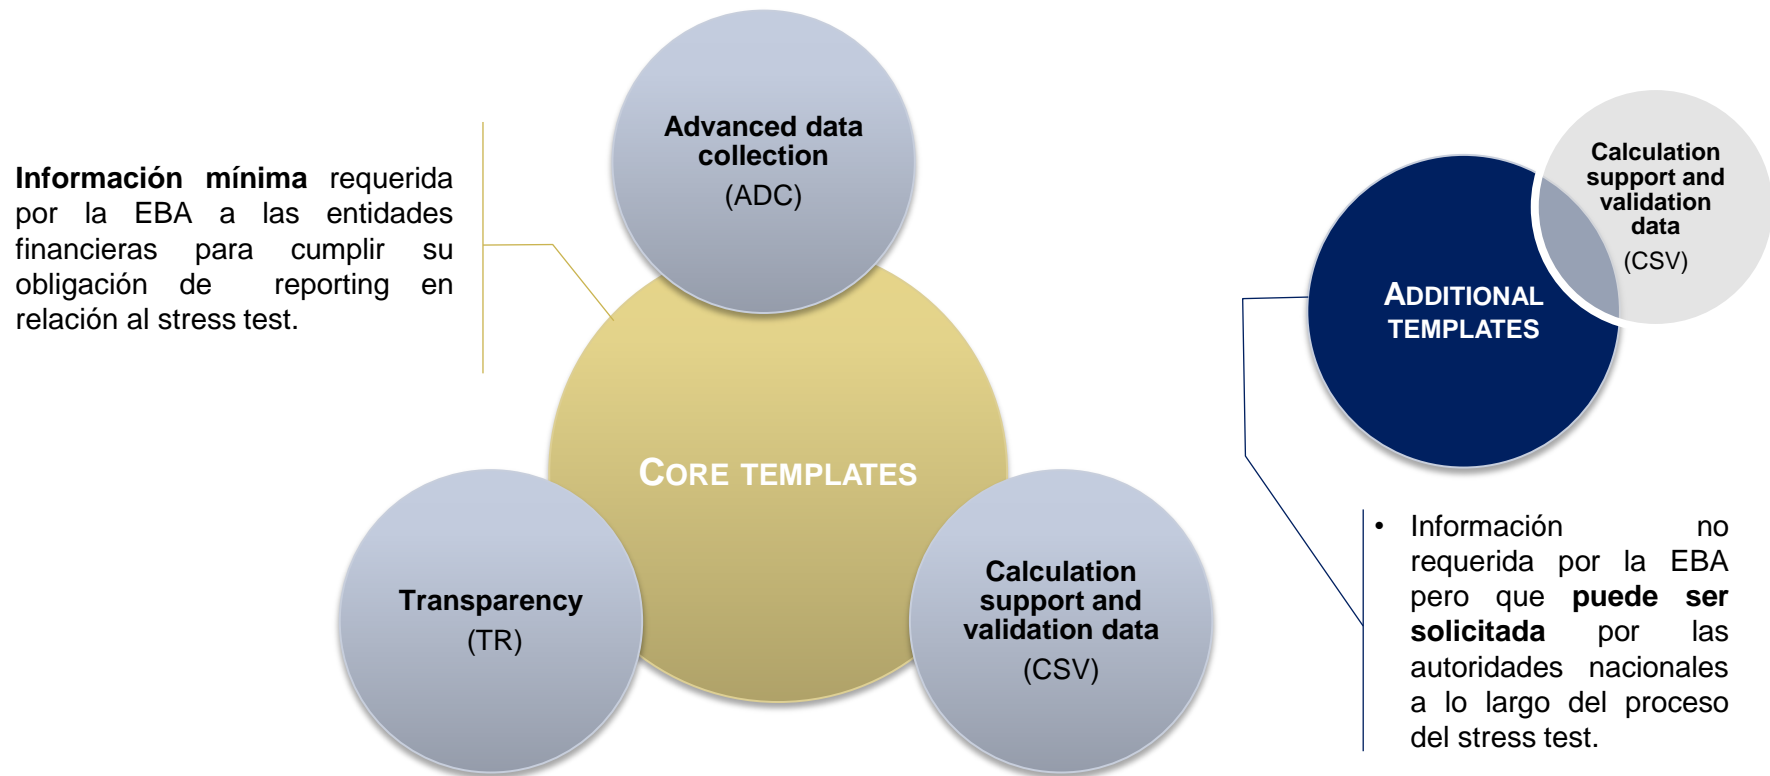 Información mínima requerida
por la EBA a las entidades
financieras para cumplir su
obligación de reporting en
relación al stress test.
Advanced data
collection
(ADC)
CORE TEMPLATES
Transparency
(TR)
Calculation
support and
validation data
(CSV)
Calculation
support and
validation
data
(CSV)
ADDITIONAL
TEMPLATES
• Información no
requerida por la EBA
pero que puede ser
solicitada por las
autoridades nacionales
a lo largo del proceso
del stress test.